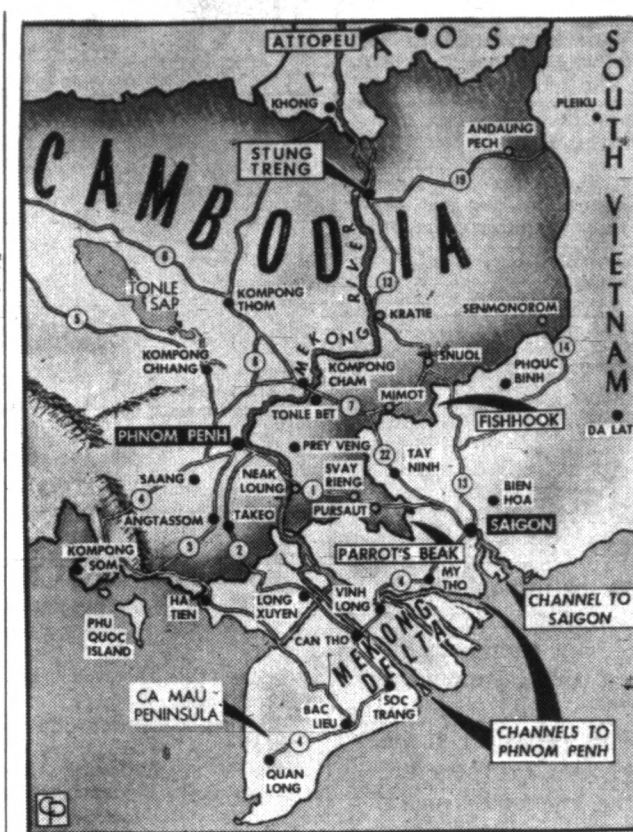 ATTOPEU
LAOS
SOUTH VIETNAM
KHONG
PLEIKU
ANDAUNG
PECH
STUNG
TRENG
19
CAMBODIA
MEKONG RIVER
6
TONLE
SAP
KOMPONG
THOM
13
KRATIE
SENMONOROM
5
KOMPONG
CHHANG
6
SNUOL
14
KOMPONG
CHAM
PHOUC
BINH
MIMOT
TONLE BET
7
FISHHOOK
DA LAT
PHNOM PENH
PREY VENG
22
TAY
NINH
13
SAANG
NEAK
LOUNG
SVAY
RIENG
1
BIEN
HOA
4
PURSAUT
ANGTASSOM
TAKEO
SAIGON
3
2
KOMPONG
SOM
PARROT'S BEAK
4
MY
THO
HA
TIEN
LONG
XUYEN
VINH
LONG
CHANNEL TO
SAIGON
PHU
QUOC
ISLAND
CAN THO
MEKONG
DELTA
CA MAU
PENINSULA
BAC
LIEU
SOC
TRANG
4
CHANNELS TO
PHNOM PENH
QUAN
LONG
CP